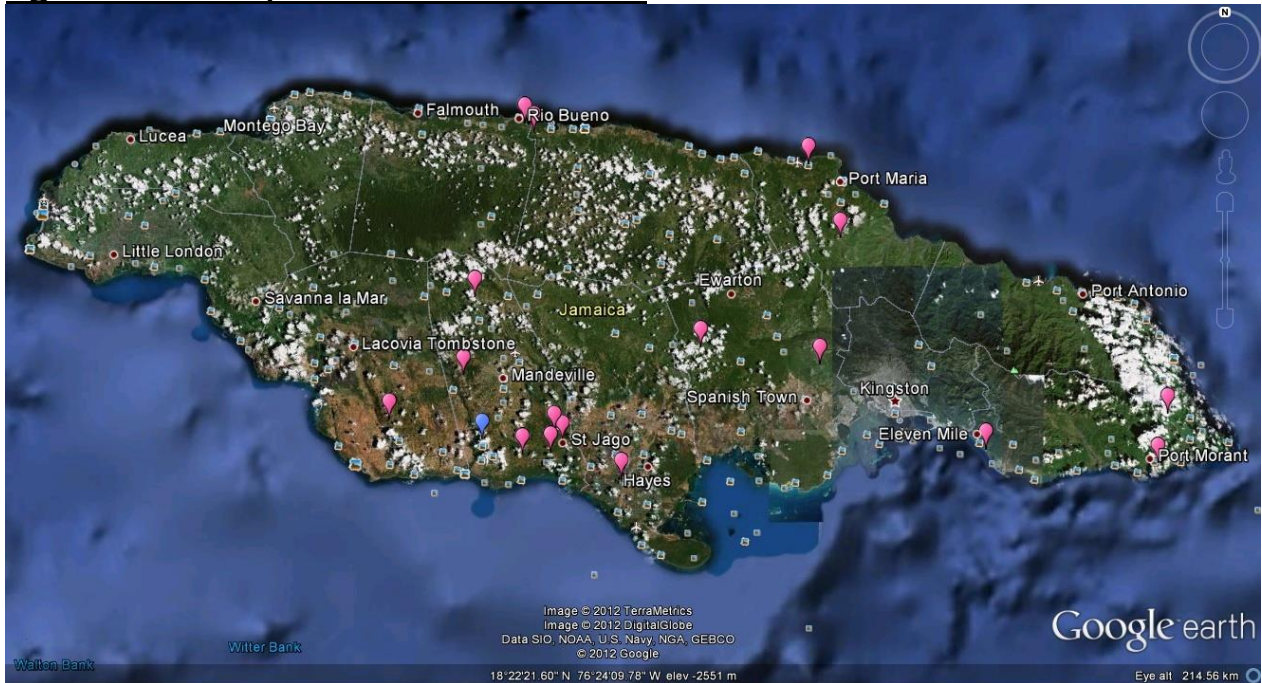 N
Falmouth
Rio Bueno
Montego Bay
Lucea
Port Maria
Little London
Ewarton
Port Antonio
Savanna la Mar
Jamaica
Lacovia Tombstone
Mandeville
Kingston
Spanish Town
Eleven Mile
St Jago
Port Morant
Hayes
Image © 2012 TerraMetrics
Image © 2012 DigitalGlobe
Data SIO, NOAA, U.S. Navy, NGA, GEBCO
© 2012 Google
Google earth
Witter Bank
Walton Bank
18°22'21.60" N 76°24'09.78" W elev -2551 m
Eye alt 214.56 km